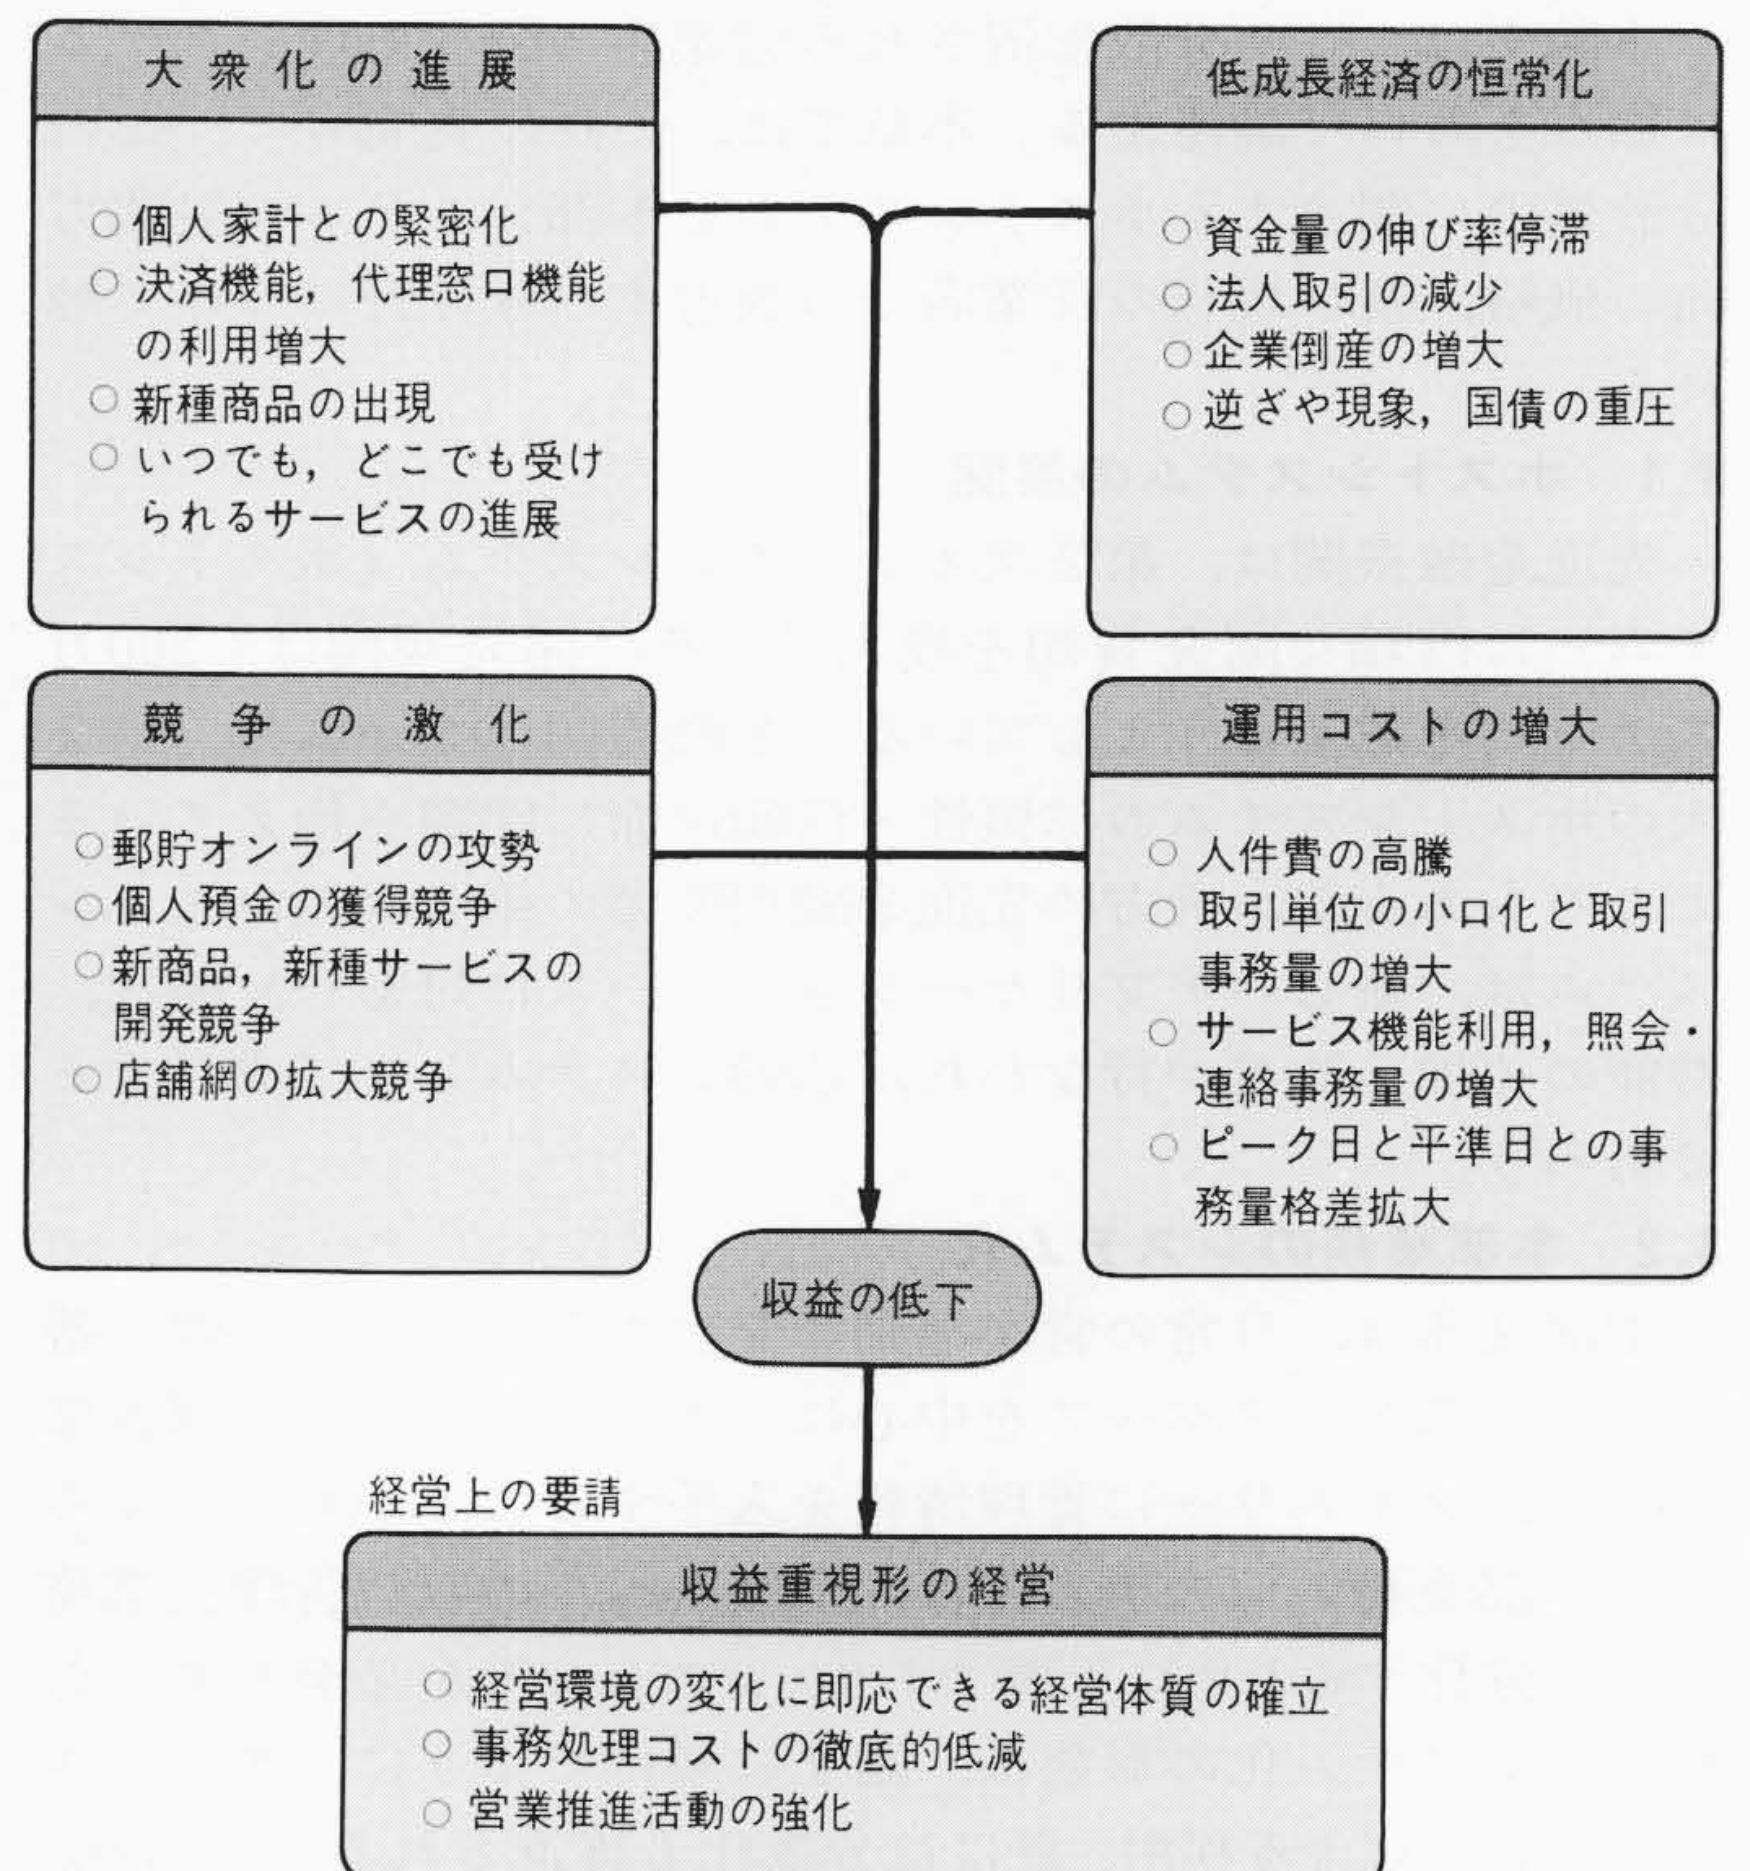 大衆化の進展
○個人家計との緊密化
○決済機能，代理窓口機能
の利用増大
○新種商品の出現
○いつでも，どこでも受け
られるサービスの進展
低成長経済の恒常化
○資金量の伸び率停滞
○法人取引の減少
○企業倒産の増大
○逆ざや現象，国債の重圧
競争の激化
○郵貯オンラインの攻勢
○個人預金の獲得競争
○新商品，新種サービスの
開発競争
○店舗網の拡大競争
運用コストの増大
○人件費の高騰
○取引単位の小口化と取引
事務量の増大
○サービス機能利用，照会・
連絡事務量の増大
○ピーク日と平準日との事
務量格差拡大
収益の低下
経営上の要請
収益重視形の経営
○経営環境の変化に即応できる経営体質の確立
○事務処理コストの徹底的低減
○営業推進活動の強化